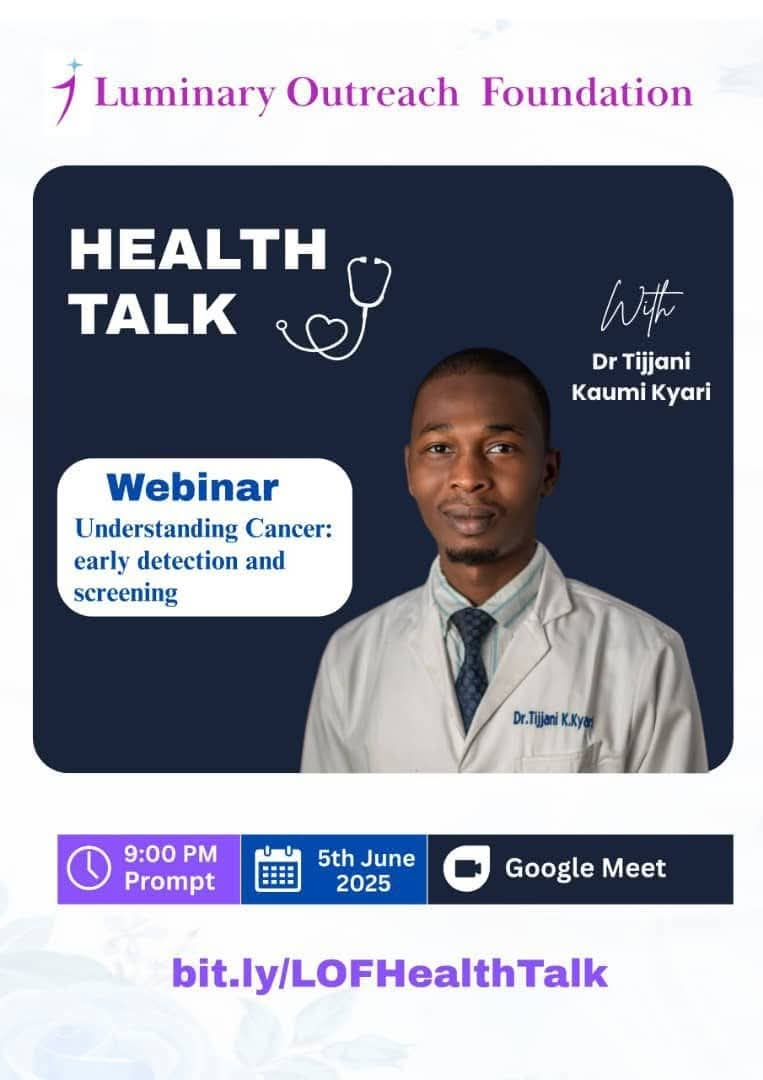 Luminary Outreach Foundation
HEALTH
TALK
With
Dr Tijjani
Kaumi Kyari
Webinar
Understanding Cancer:
early detection and
screening
Dr.Tijjani K.Kyari
9:00 PM
Prompt
5th June
2025
Google Meet
bit.ly/LOFHealthTalk